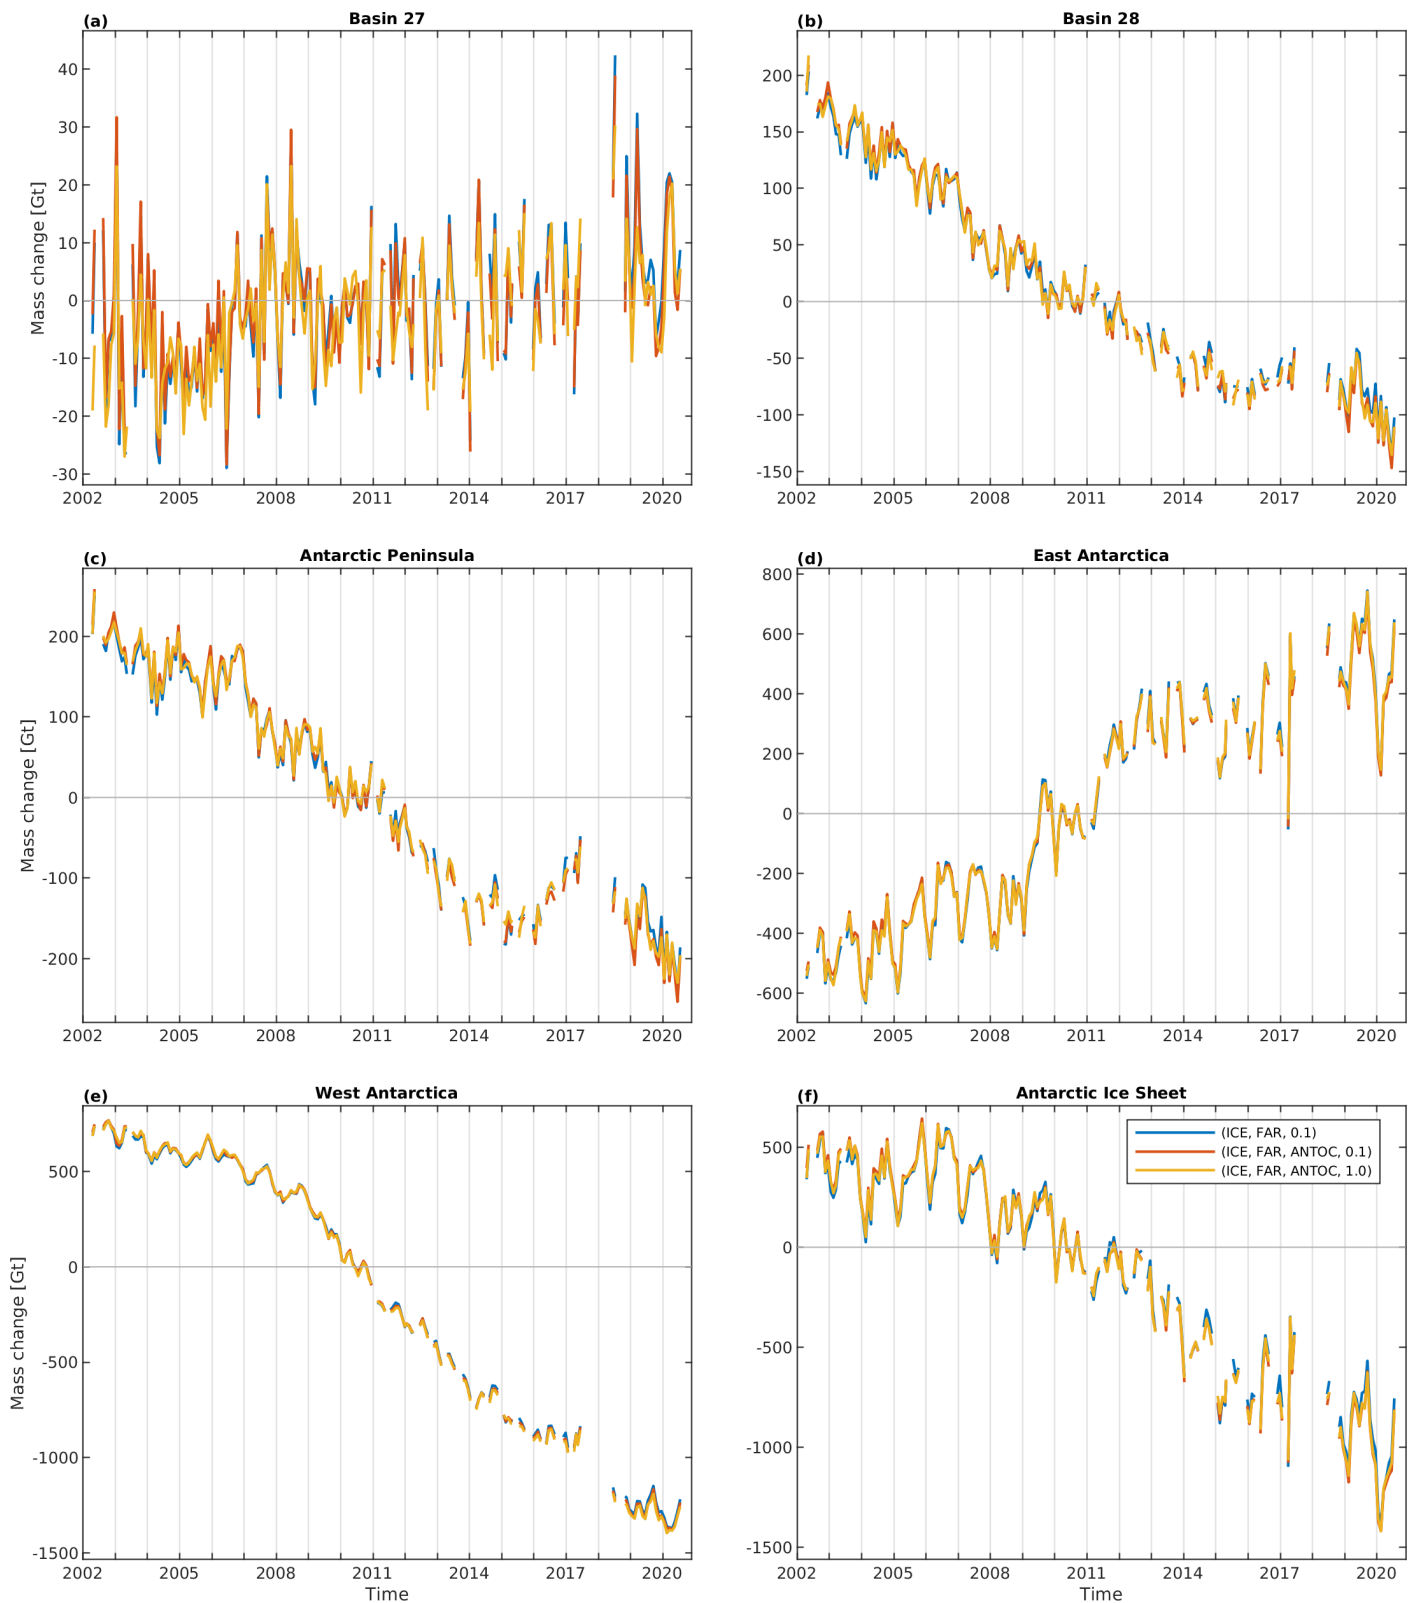 (a) Basin 27
Mass change [Gt]
40
30
20
10
0
-10
-20
-30
2002 2005 2008 2011 2014 2017 2020
(b) Basin 28
200
150
100
50
0
-50
-100
-150
2002 2005 2008 2011 2014 2017 2020
(c) Antarctic Peninsula
Mass change [Gt]
200
100
0
-100
-200
2002 2005 2008 2011 2014 2017 2020
(d) East Antarctica
800
600
400
200
0
-200
-400
-600
2002 2005 2008 2011 2014 2017 2020
(e) West Antarctica
Mass change [Gt]
500
0
-500
-1000
-1500
2002 2005 2008 2011 2014 2017 2020
Time
(f) Antarctic Ice Sheet
(ICE, FAR, 0.1)
(ICE, FAR, ANTOC, 0.1)
(ICE, FAR, ANTOC, 1.0)
500
0
-500
-1000
-1500
2002 2005 2008 2011 2014 2017 2020
Time